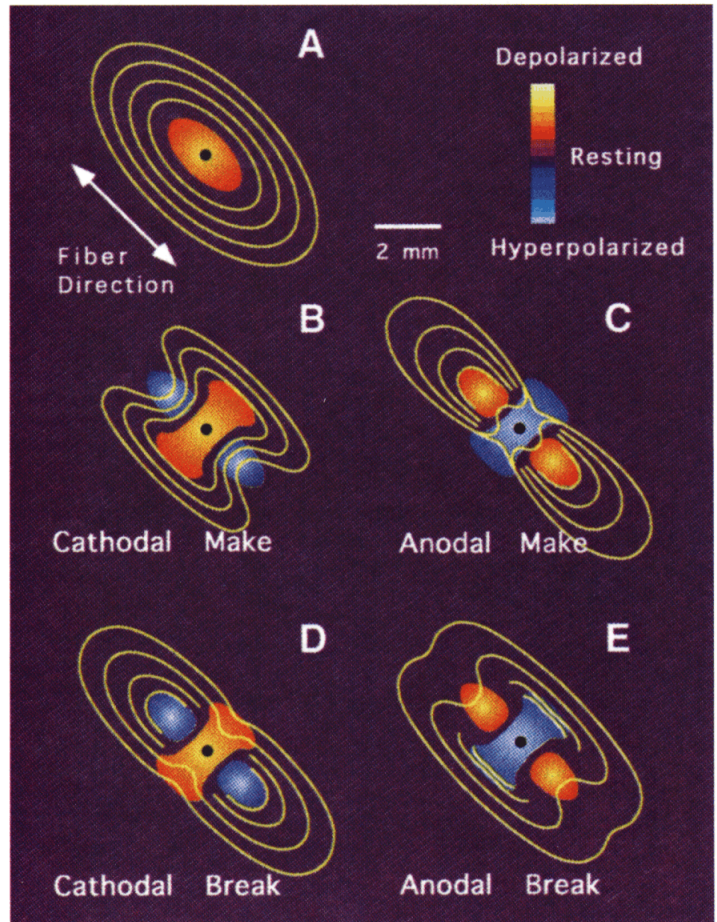 A
Depolarized
Resting
Hyperpolarized
2 mm
Fiber
Direction
B
C
Cathodal Make
Anodal Make
D
E
Cathodal Break
Anodal Break